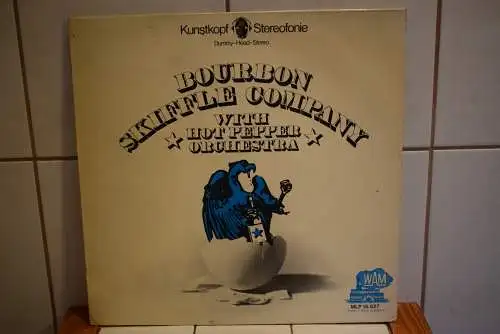 Kunstkopf Stereofonie
Dummy-Head-Stereo
BOURBON
SKIFFLE COMPANY
WITH
HOT PEPPER
ORCHESTRA
WAM